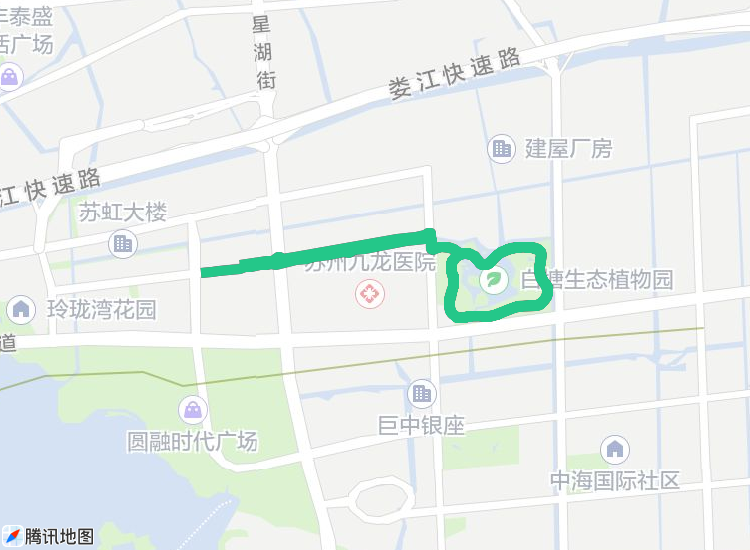 丰泰盛
活广场
星湖街
娄江快速路
建屋厂房
江快速路
苏虹大楼
苏州九龙医院
白塘生态植物园
玲珑湾花园
道
巨中银座
圆融时代广场
中海国际社区
腾讯地图